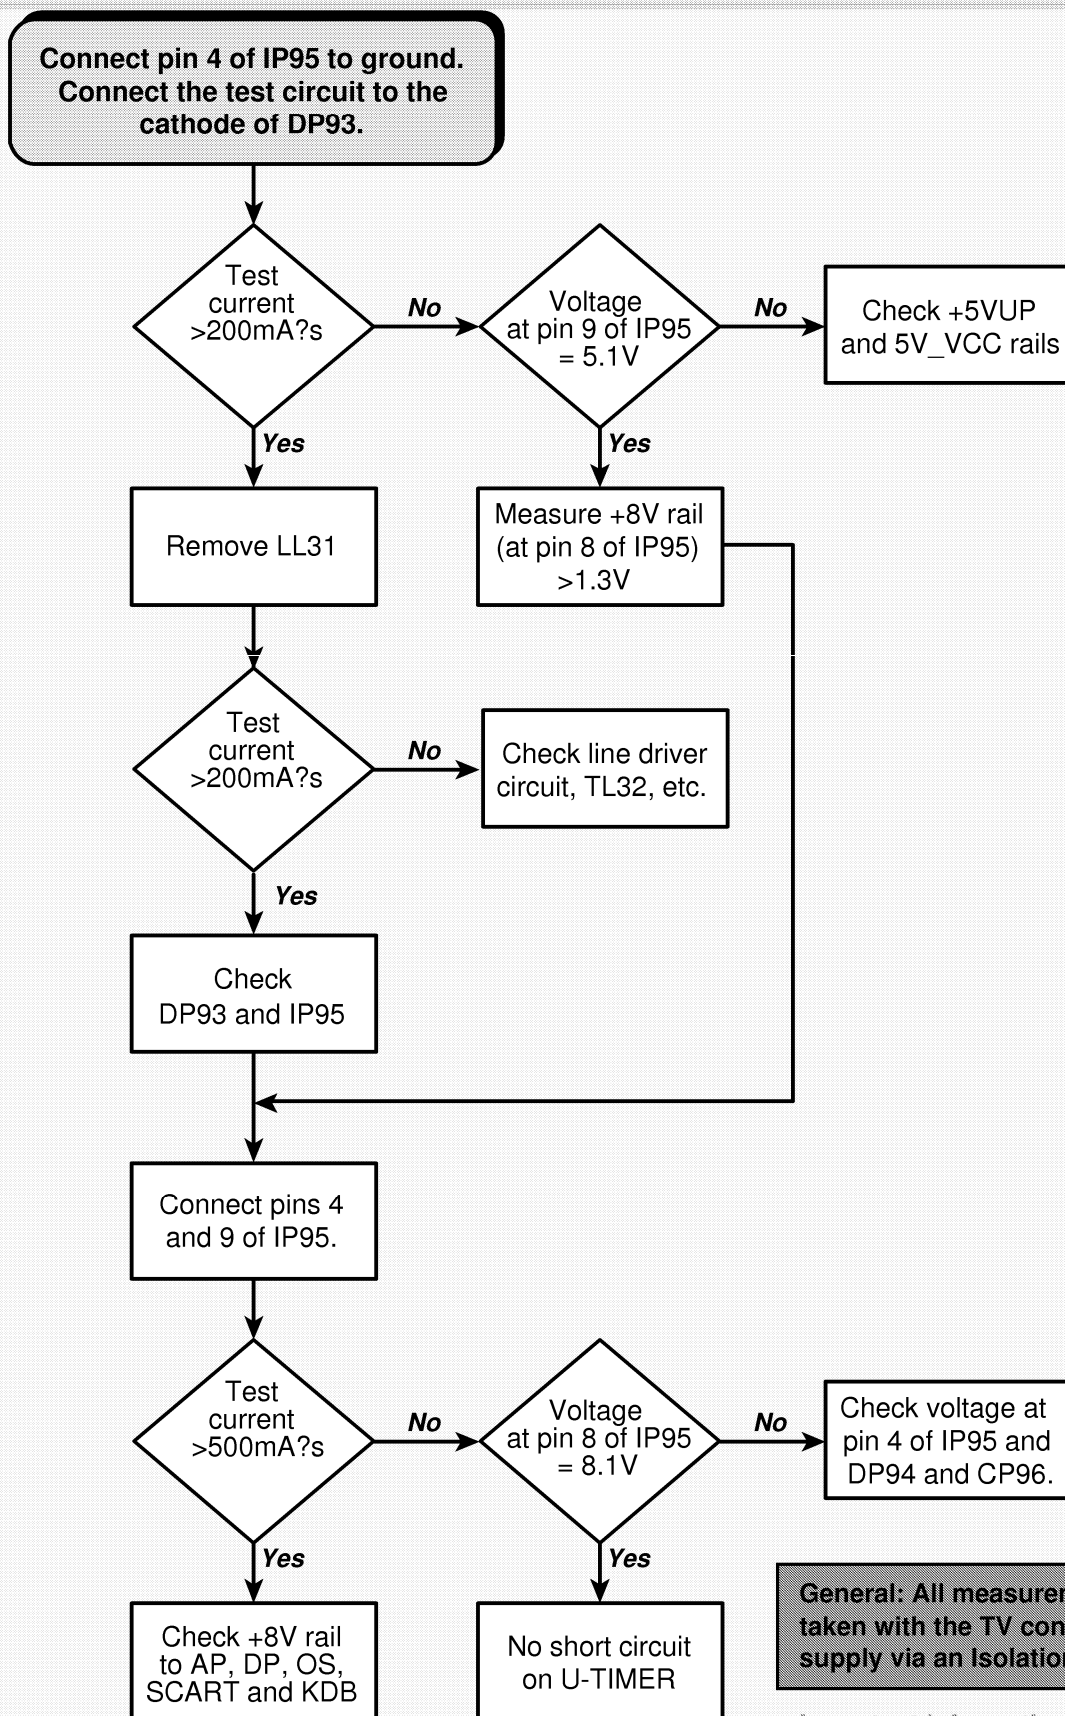 Connect pin 4 of IP95 to ground.
Connect the test circuit to the
cathode of DP93.
Test
current
>200mA?s
No
Voltage
at pin 9 of IP95
= 5.1V
No
Check +5VUP
and 5V_VCC rails
Yes
Yes
Remove LL31
Measure +8V rail
(at pin 8 of IP95)
>1.3V
Test
current
>200mA?s
No
Check line driver
circuit, TL32, etc.
Yes
Check
DP93 and IP95
Connect pins 4
and 9 of IP95.
Test
current
>500mA?s
No
Voltage
at pin 8 of IP95
= 8.1V
No
Check voltage at
pin 4 of IP95 and
DP94 and CP96.
Yes
Yes
Check +8V rail
to AP, DP, OS,
SCART and KDB
No short circuit
on U-TIMER
General: All measurem
taken with the TV con
supply via an Isolation